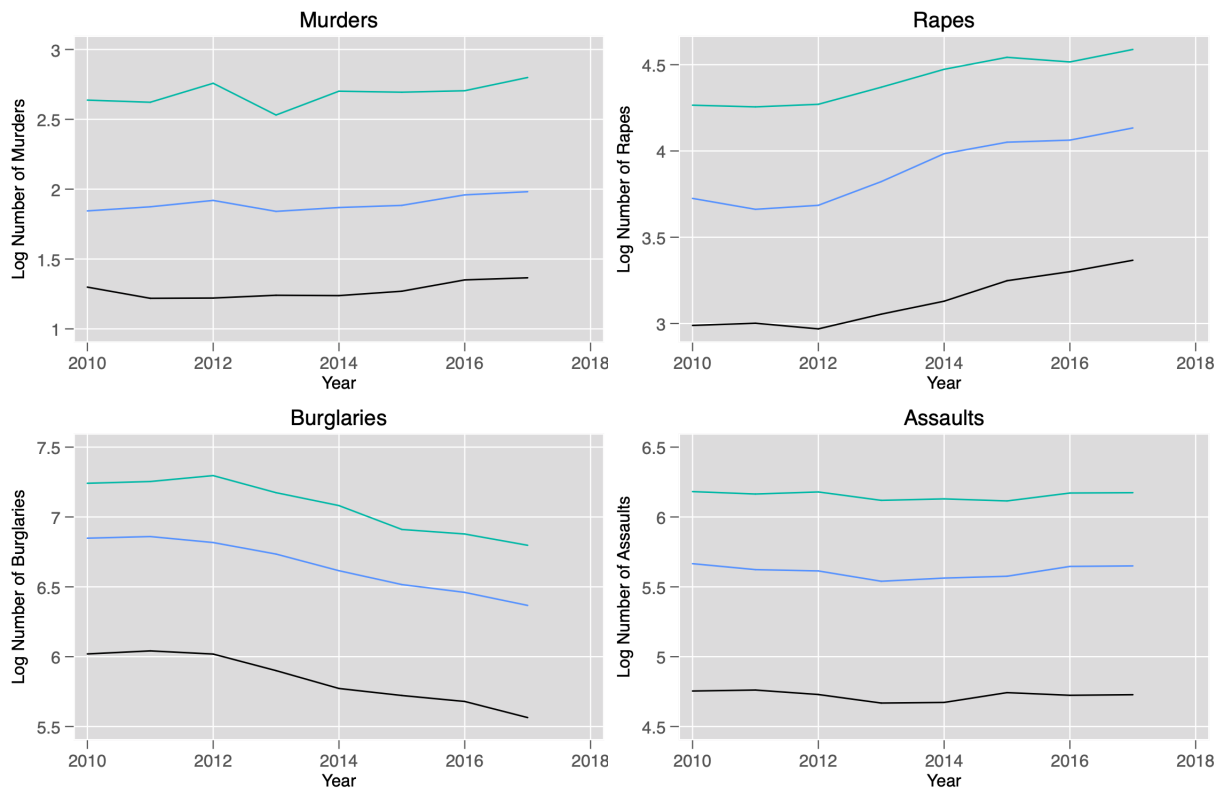 Murders
Log Number of Murders
3
2.5
2
1.5
1
2010 2012 2014 2016 2018
Year
Rapes
Log Number of Rapes
4.5
4
3.5
3
2010 2012 2014 2016 2018
Year
Burglaries
Log Number of Burglaries
7.5
7
6.5
6
5.5
2010 2012 2014 2016 2018
Year
Assaults
Log Number of Assaults
6.5
6
5.5
5
4.5
2010 2012 2014 2016 2018
Year